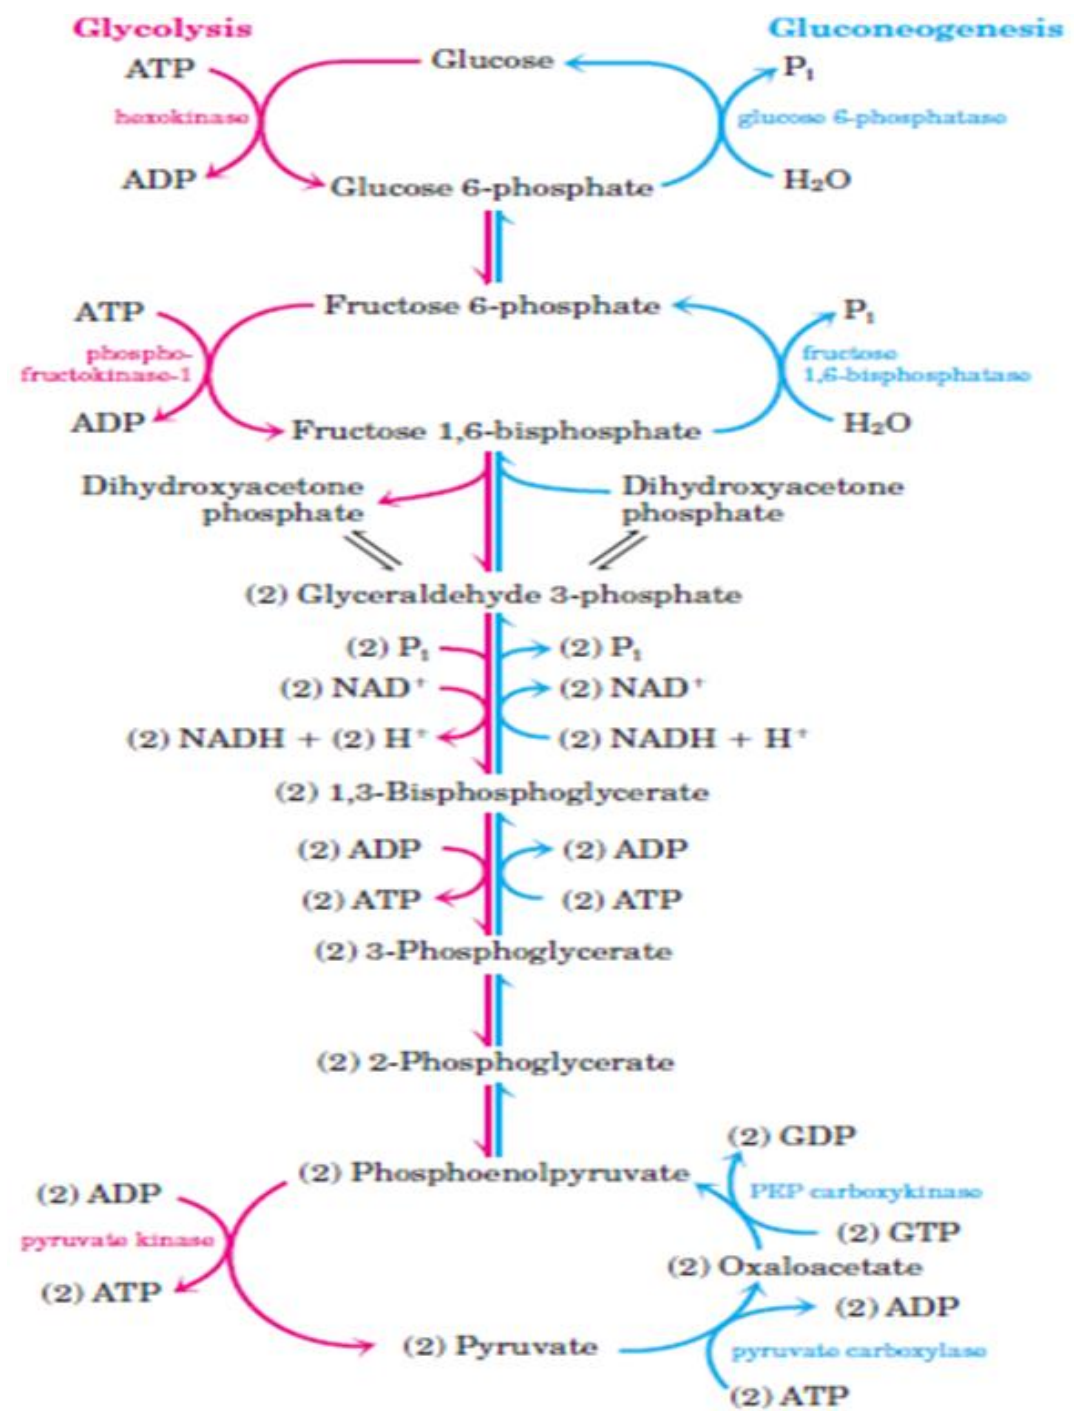 Glycolysis
Gluconeogenesis
ATP
Glucose
Pi
hexokinase
glucose 6-phosphatase
ADP
Glucose 6-phosphate
H₂O
ATP
Fructose 6-phosphate
Pi
phospho-
fructokinase-1
fructose
1,6-bisphosphatase
ADP
Fructose 1,6-bisphosphate
H₂O
Dihydroxyacetone
phosphate
Dihydroxyacetone
phosphate
(2) Glyceraldehyde 3-phosphate
(2) Pi
(2) Pi
(2) NAD⁺
(2) NAD⁺
(2) NADH + (2) H⁺
(2) NADH + H⁺
(2) 1,3-Bisphosphoglycerate
(2) ADP
(2) ADP
(2) ATP
(2) ATP
(2) 3-Phosphoglycerate
(2) 2-Phosphoglycerate
(2) GDP
(2) Phosphoenolpyruvate
(2) ADP
PEP carboxykinase
pyruvate kinase
(2) GTP
(2) Oxaloacetate
(2) ATP
(2) ADP
(2) Pyruvate
pyruvate carboxylase
(2) ATP